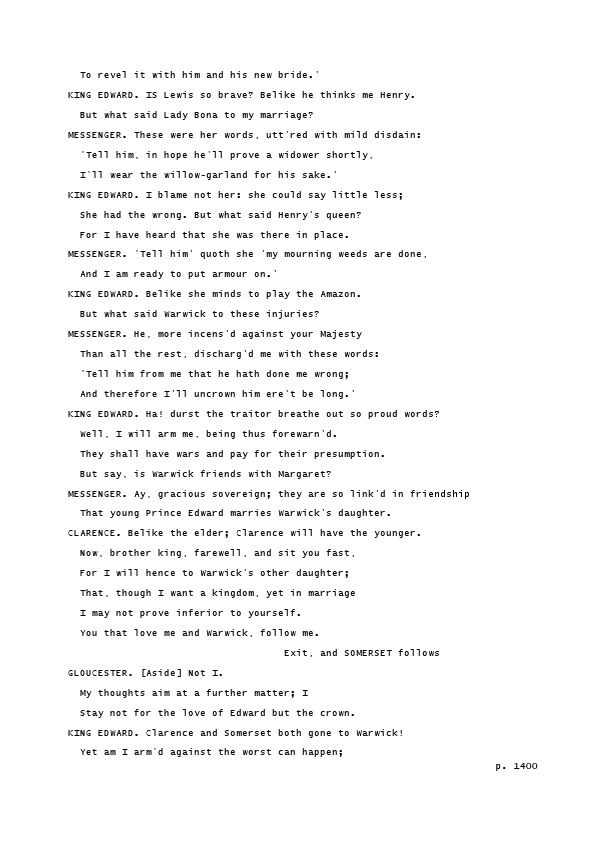 To revel it with him and his new bride.'
KING EDWARD. IS Lewis so brave? Belike he thinks me Henry.
But what said Lady Bona to my marriage?
MESSENGER. These were her words, utt'red with mild disdain:
'Tell him, in hope he'll prove a widower shortly,
I'll wear the willow-garland for his sake.'
KING EDWARD. I blame not her: she could say little less;
She had the wrong. But what said Henry's queen?
For I have heard that she was there in place.
MESSENGER. 'Tell him' quoth she 'my mourning weeds are done,
And I am ready to put armour on.'
KING EDWARD. Belike she minds to play the Amazon.
But what said Warwick to these injuries?
MESSENGER. He, more incens'd against your Majesty
Than all the rest, discharg'd me with these words:
'Tell him from me that he hath done me wrong;
And therefore I'll uncrown him ere't be long.'
KING EDWARD. Ha! durst the traitor breathe out so proud words?
Well, I will arm me, being thus forewarn'd.
They shall have wars and pay for their presumption.
But say, is Warwick friends with Margaret?
MESSENGER. Ay, gracious sovereign; they are so link'd in friendship
That young Prince Edward marries Warwick's daughter.
CLARENCE. Belike the elder; Clarence will have the younger.
Now, brother king, farewell, and sit you fast,
For I will hence to Warwick's other daughter;
That, though I want a kingdom, yet in marriage
I may not prove inferior to yourself.
You that love me and Warwick, follow me.
Exit, and SOMERSET follows
GLOUCESTER. [Aside] Not I.
My thoughts aim at a further matter; I
Stay not for the love of Edward but the crown.
KING EDWARD. Clarence and Somerset both gone to Warwick!
Yet am I arm'd against the worst can happen;
p. 1400